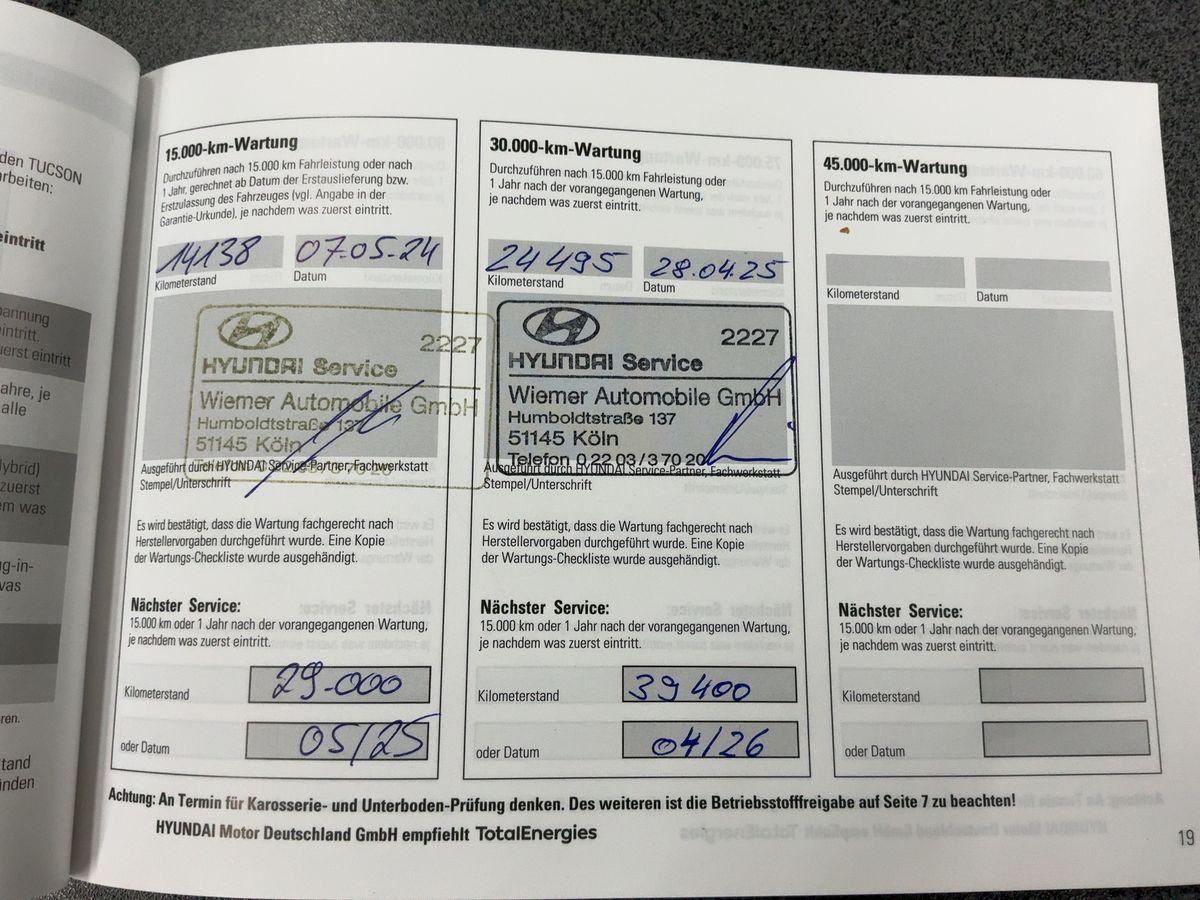 den TUCSON
rbeiten:
eintritt
pannung
eintritt.
uerst eintritt
ahre, je
alle
lybrid)
zuerst
em was
ug-in-
was
ren.
tand
inden
15.000-km-Wartung
Durchzuführen nach 15.000 km Fahrleistung oder nach
1 Jahr, gerechnet ab Datum der Erstauslieferung bzw.
Erstzulassung des Fahrzeuges (vgl. Angabe in der
Garantie-Urkunde), je nachdem was zuerst eintritt.
14138 07.05.24
Kilometerstand Datum
2227
HYUNDAI Service
Wiemer Automobile GmbH
Humboldtstraße 137
51145 Köln
Ausgeführt durch HYUNDAI Service-Partner, Fachwerkstatt
Stempel/Unterschrift
Es wird bestätigt, dass die Wartung fachgerecht nach
Herstellervorgaben durchgeführt wurde. Eine Kopie
der Wartungs-Checkliste wurde ausgehändigt.
Nächster Service:
15.000 km oder 1 Jahr nach der vorangegangenen Wartung,
je nachdem was zuerst eintritt.
Kilometerstand 29.000
oder Datum 05/25
30.000-km-Wartung
Durchzuführen nach 15.000 km Fahrleistung oder
1 Jahr nach der vorangegangenen Wartung,
je nachdem was zuerst eintritt.
24495 28.04.25
Kilometerstand Datum
2227
HYUNDAI Service
Wiemer Automobile GmbH
Humboldtstraße 137
51145 Köln
Telefon 0 22 03/3 70 20
Ausgeführt durch HYUNDAI Service-Partner, Fachwerkstatt
Stempel/Unterschrift
Es wird bestätigt, dass die Wartung fachgerecht nach
Herstellervorgaben durchgeführt wurde. Eine Kopie
der Wartungs-Checkliste wurde ausgehändigt.
Nächster Service:
15.000 km oder 1 Jahr nach der vorangegangenen Wartung,
je nachdem was zuerst eintritt.
Kilometerstand 39 400
oder Datum 04/26
45.000-km-Wartung
Durchzuführen nach 15.000 km Fahrleistung oder
1 Jahr nach der vorangegangenen Wartung,
je nachdem was zuerst eintritt.
Kilometerstand Datum
Ausgeführt durch HYUNDAI Service-Partner, Fachwerkstatt
Stempel/Unterschrift
Es wird bestätigt, dass die Wartung fachgerecht nach
Herstellervorgaben durchgeführt wurde. Eine Kopie
der Wartungs-Checkliste wurde ausgehändigt.
Nächster Service:
15.000 km oder 1 Jahr nach der vorangegangenen Wartung,
je nachdem was zuerst eintritt.
Kilometerstand
oder Datum
Achtung: An Termin für Karosserie- und Unterboden-Prüfung denken. Des weiteren ist die Betriebsstofffreigabe auf Seite 7 zu beachten!
HYUNDAI Motor Deutschland GmbH empfiehlt TotalEnergies
19